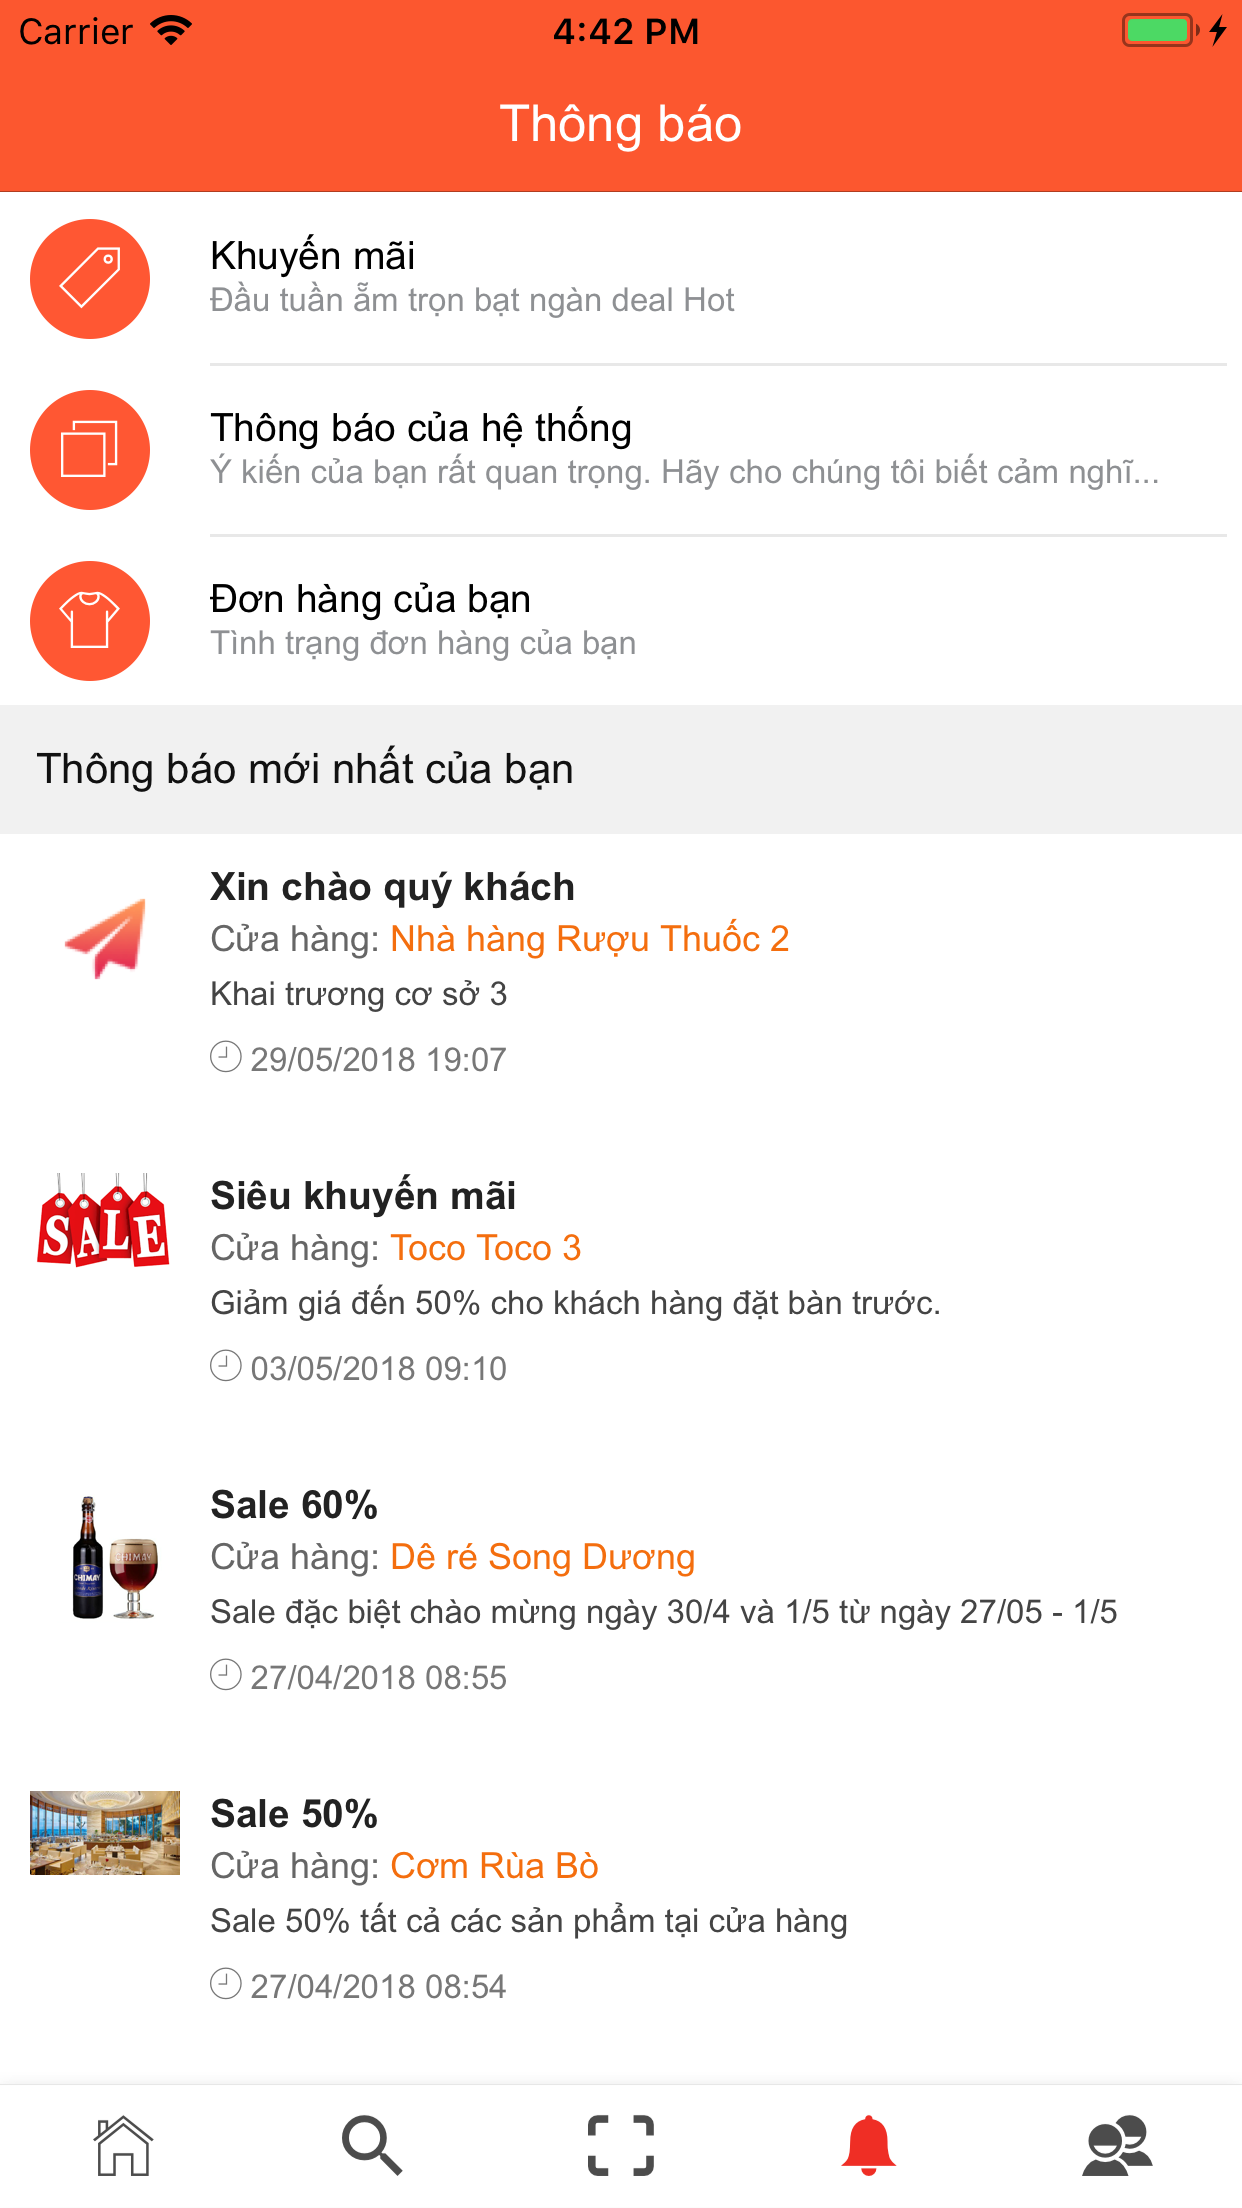 Carrier 4:42 PM
Thông báo
Khuyến mãi
Đầu tuần ẵm trọn bạt ngàn deal Hot
Thông báo của hệ thống
Ý kiến của bạn rất quan trọng. Hãy cho chúng tôi biết cảm nghĩ...
Đơn hàng của bạn
Tình trạng đơn hàng của bạn
Thông báo mới nhất của bạn
Xin chào quý khách
Cửa hàng: Nhà hàng Rượu Thuốc 2
Khai trương cơ sở 3
29/05/2018 19:07
SALE
Siêu khuyến mãi
Cửa hàng: Toco Toco 3
Giảm giá đến 50% cho khách hàng đặt bàn trước.
03/05/2018 09:10
CHIMAY
CHIMAY
Sale 60%
Cửa hàng: Dê ré Song Dương
Sale đặc biệt chào mừng ngày 30/4 và 1/5 từ ngày 27/05 - 1/5
27/04/2018 08:55
Sale 50%
Cửa hàng: Cơm Rùa Bò
Sale 50% tất cả các sản phẩm tại cửa hàng
27/04/2018 08:54